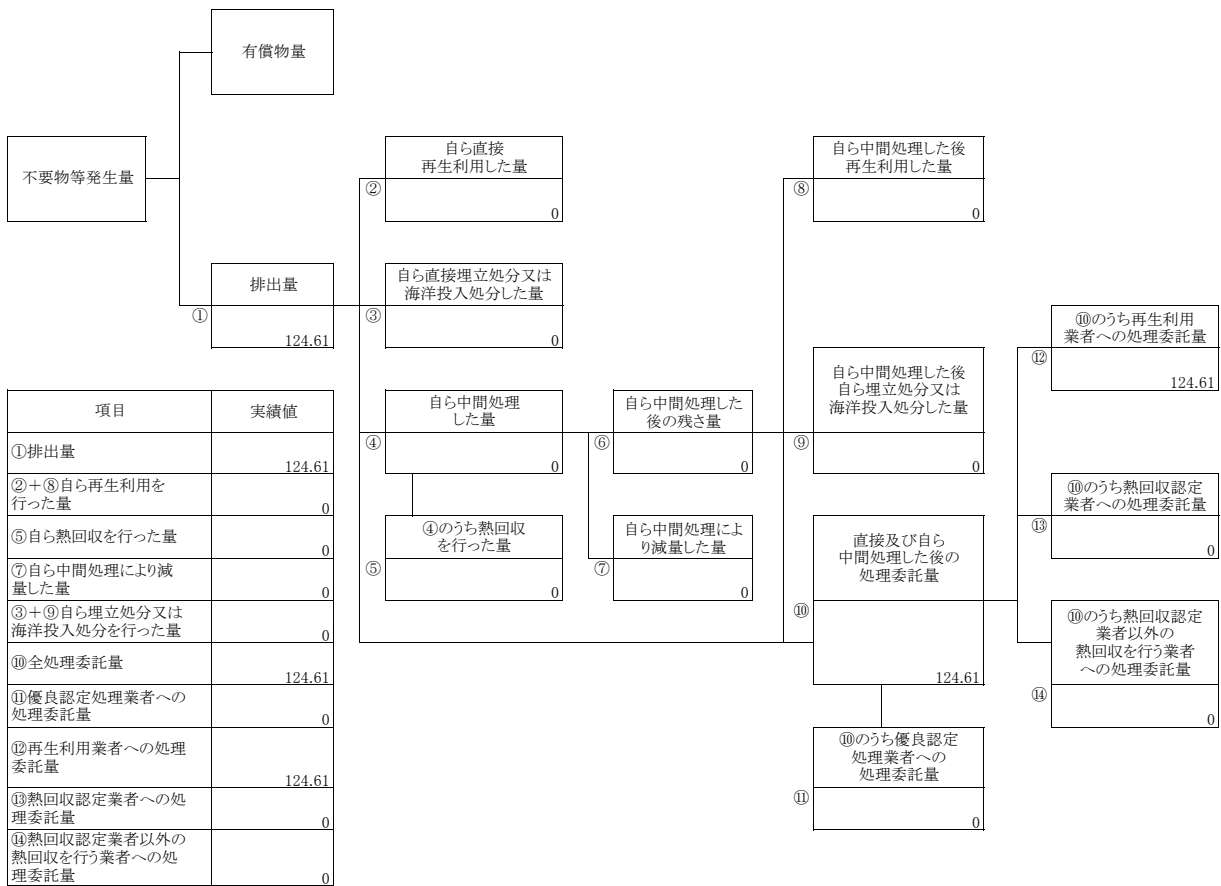 有償物量
不要物等発生量
自ら直接
再生利用した量
②
0
自ら中間処理した後
再生利用した量
⑧
0
排出量
①
124.61
自ら直接埋立処分又は
海洋投入処分した量
③
0
⑩のうち再生利用
業者への処理委託量
⑫
124.61
自ら中間処理
した量
④
0
自ら中間処理した
後の残さ量
⑥
0
自ら中間処理した後
自ら埋立処分又は
海洋投入処分した量
⑨
0
⑩のうち熱回収認定
業者への処理委託量
⑬
0
④のうち熱回収
を行った量
⑤
0
自ら中間処理によ
り減量した量
⑦
0
直接及び自ら
中間処理した後の
処理委託量
⑩
124.61
⑩のうち熱回収認定
業者以外の
熱回収を行う業者
への処理委託量
⑭
0
⑩のうち優良認定
処理業者への
処理委託量
⑪
0
項目 実績値
①排出量
124.61
②+⑧自ら再生利用を
行った量
0
⑤自ら熱回収を行った量
0
⑦自ら中間処理により減
量した量
0
③+⑨自ら埋立処分又は
海洋投入処分を行った量
0
⑩全処理委託量
124.61
⑪優良認定処理業者への
処理委託量
0
⑫再生利用業者への処理
委託量
124.61
⑬熱回収認定業者への処
理委託量
0
⑭熱回収認定業者以外の
熱回収を行う業者への処
理委託量
0